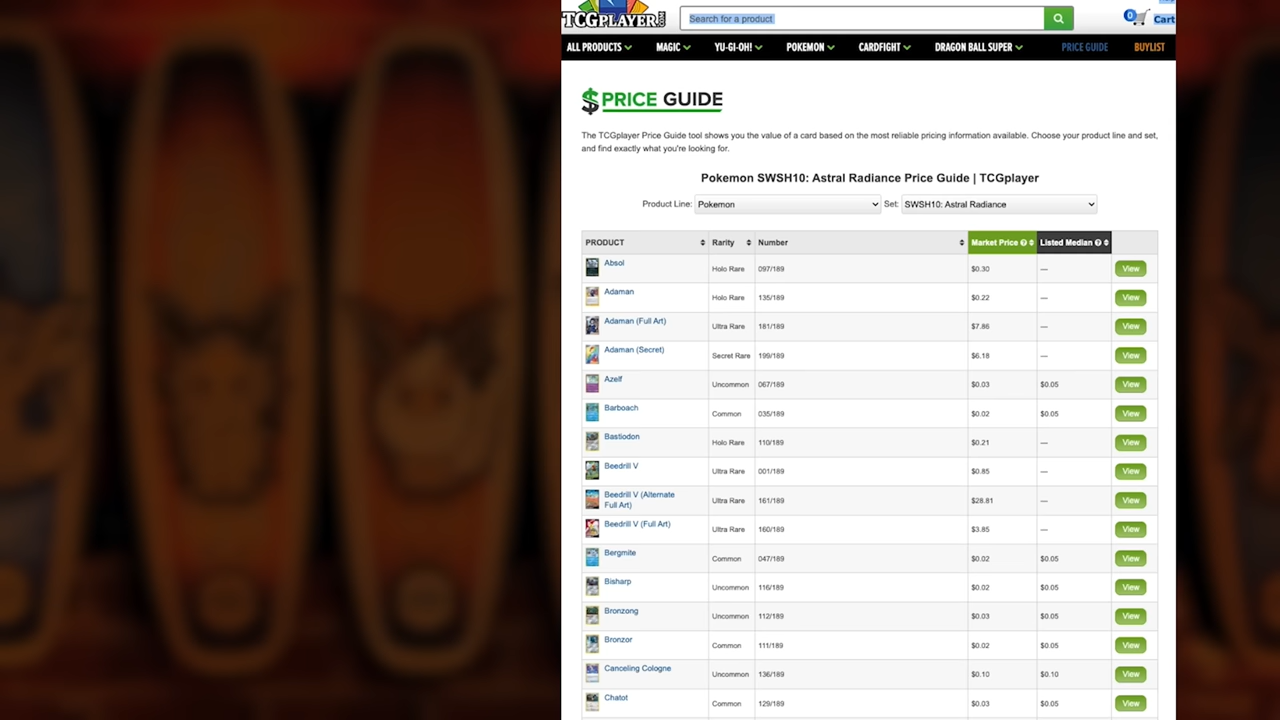 TCGPLAYER.COM
Search for a product
0
Cart
ALL PRODUCTS MAGIC YU-GI-OH! POKEMON CARDFIGHT DRAGON BALL SUPER PRICE GUIDE BUYLIST
$ PRICE GUIDE
The TCGplayer Price Guide tool shows you the value of a card based on the most reliable pricing information available. Choose your product line and set,
and find exactly what you're looking for.
Pokemon SWSH10: Astral Radiance Price Guide | TCGplayer
Product Line: Pokemon Set: SWSH10: Astral Radiance
PRODUCT Rarity Number Market Price Listed Median
Absol Holo Rare 097/189 $0.30 — View
Adaman Holo Rare 135/189 $0.22 — View
Adaman (Full Art) Ultra Rare 181/189 $7.86 — View
Adaman (Secret) Secret Rare 199/189 $6.18 — View
Azelf Uncommon 067/189 $0.03 $0.05 View
Barboach Common 035/189 $0.02 $0.05 View
Bastiodon Holo Rare 110/189 $0.21 — View
Beedrill V Ultra Rare 001/189 $0.85 — View
Beedrill V (Alternate
Full Art) Ultra Rare 161/189 $28.81 — View
Beedrill V (Full Art) Ultra Rare 160/189 $3.85 — View
Bergmite Common 047/189 $0.02 $0.05 View
Bisharp Uncommon 116/189 $0.02 $0.05 View
Bronzong Uncommon 112/189 $0.03 $0.05 View
Bronzor Common 111/189 $0.02 $0.05 View
Canceling Cologne Uncommon 136/189 $0.10 $0.10 View
Chatot Common 129/189 $0.03 $0.05 View